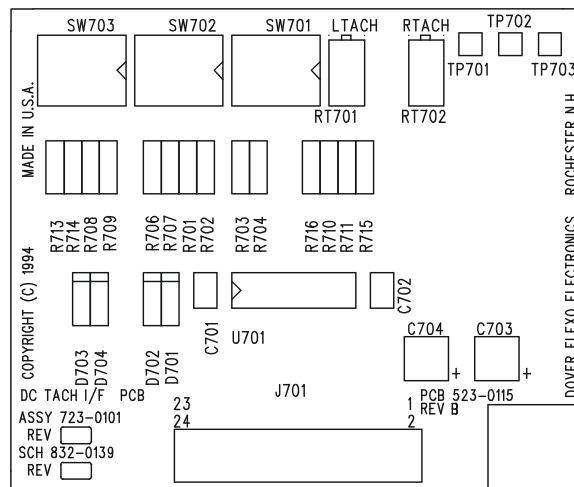 SW703 SW702 SW701 LTACH RTACH TP702
TP701 TP703
RT701 RT702
MADE IN U.S.A.
ROCHESTER N.H.
R713 R714 R708 R709 R706 R707 R701 R702 R703 R704 R716 R710 R711 R715
COPYRIGHT (C) 1994
DOVER FLEXO ELECTRONICS
D703 D704 D702 D701 C701 U701 C702
C704 C703
+ +
DC TACH I/F PCB
J701
PCB 523-0115
REV B
ASSY 723-0101
REV
SCH 832-0139
REV
23 1
24 2